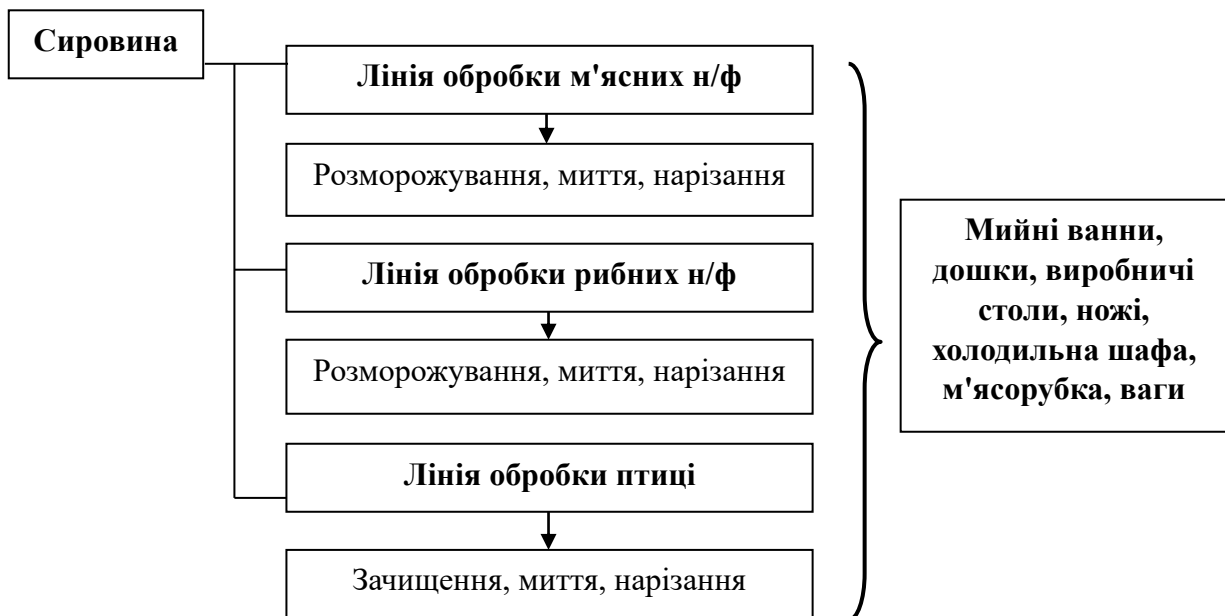 Сировина
Лінія обробки м'ясних н/ф
Розморожування, миття, нарізання
Лінія обробки рибних н/ф
Розморожування, миття, нарізання
Лінія обробки птиці
Зачищення, миття, нарізання
Мийні ванни,
дошки, виробничі
столи, ножі,
холодильна шафа,
м'ясорубка, ваги